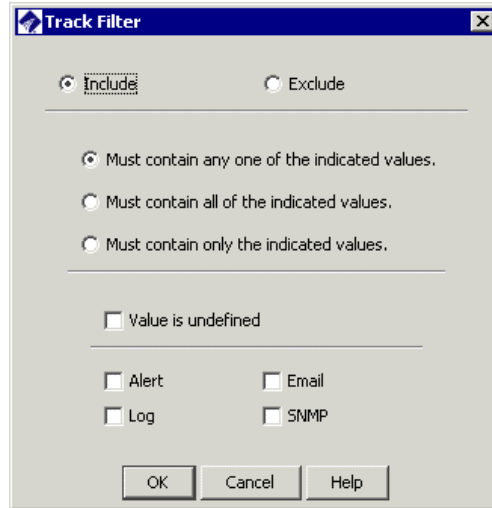 Track Filter
Include Exclude
Must contain any one of the indicated values.
Must contain all of the indicated values.
Must contain only the indicated values.
Value is undefined
Alert Email
Log SNMP
OK Cancel Help